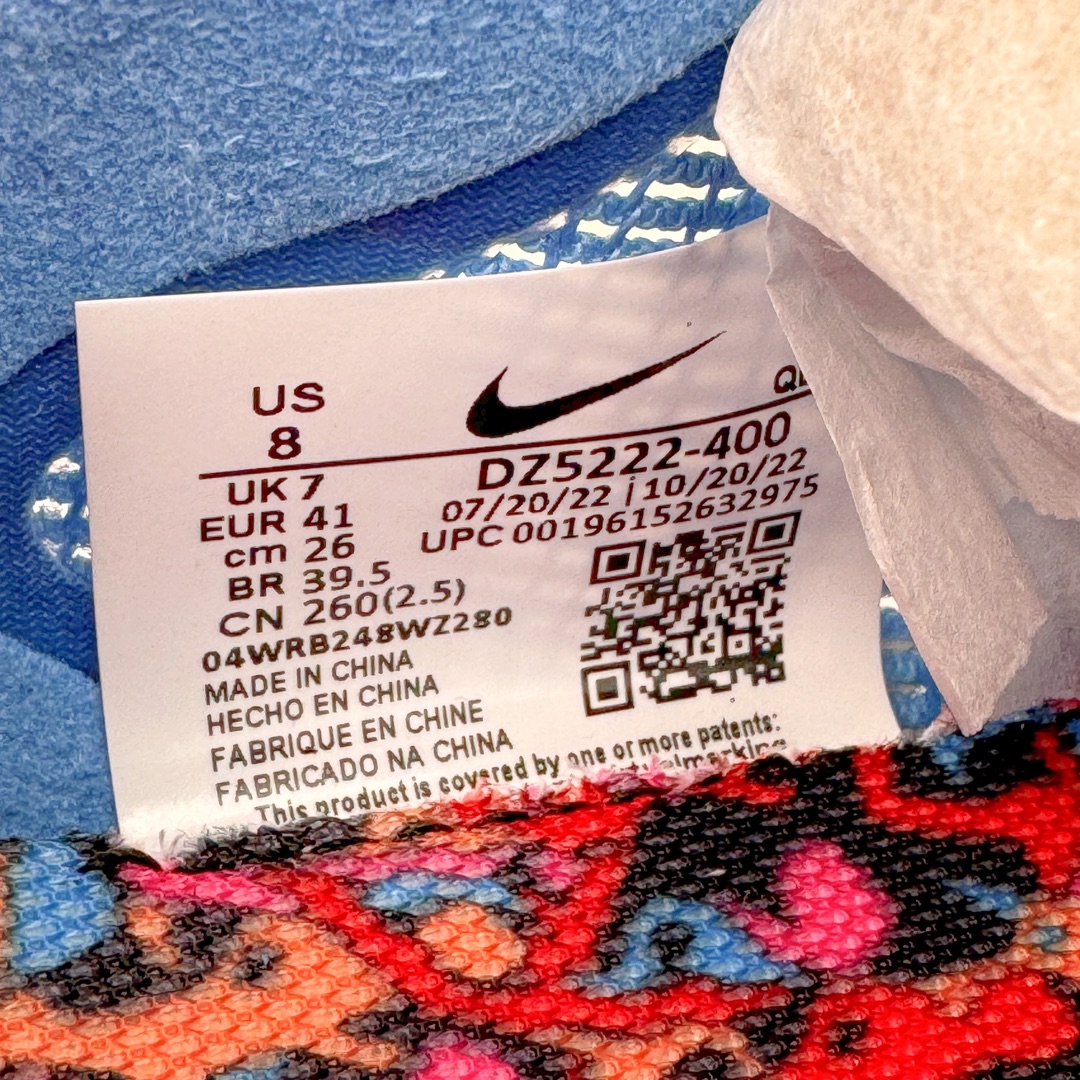 US
8
UK 7
EUR 41
cm 26
BR 39.5
CN 260(2.5)
04WRB248WZ280
MADE IN CHINA
HECHO EN CHINA
FABRIQUE EN CHINE
FABRICADO NA CHINA
DZ5222-400
07/20/22 | 10/20/22
UPC 00196152632975
This product is covered by one or more patents: